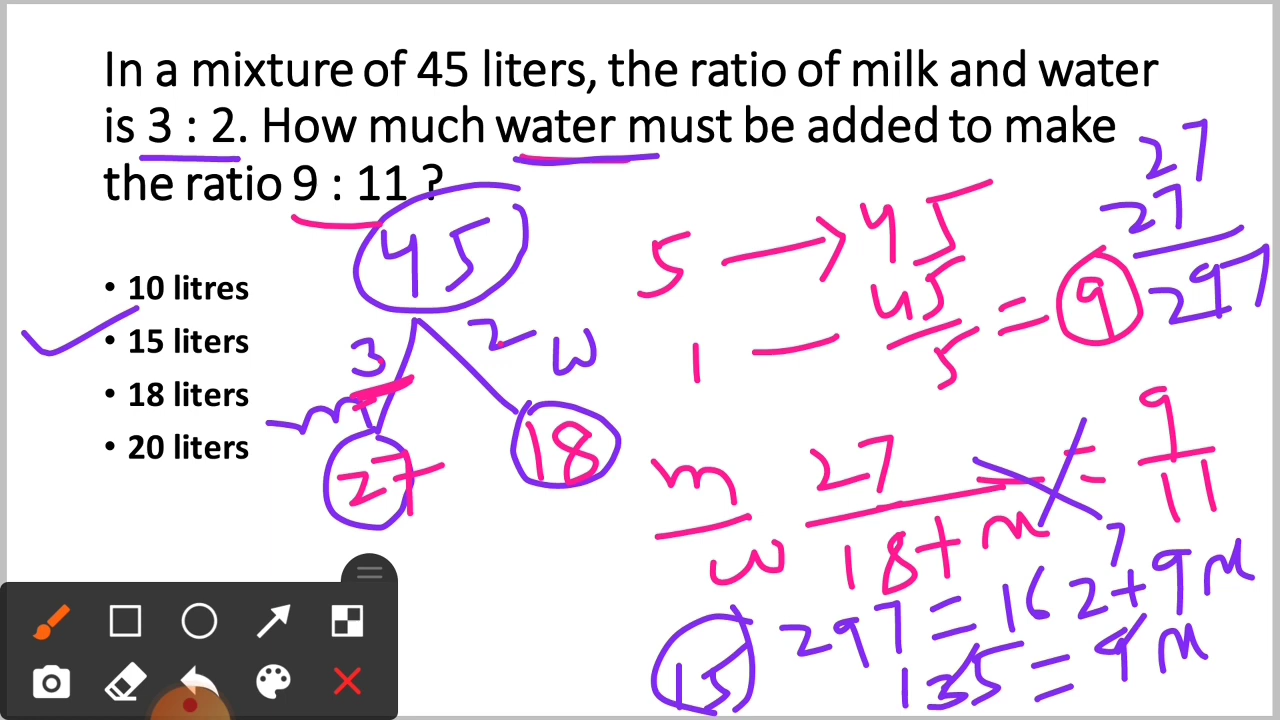 In a mixture of 45 liters, the ratio of milk and water
is 3 : 2. How much water must be added to make
the ratio 9 : 11 ?
• 10 litres
• 15 liters
• 18 liters
• 20 liters
45
3
2 w
m
27
18
5 → 45
1 — 45/5 = 9
27
27
297
m/w 27/18+x = 9/11
297 = 162 + 9x
135 = 9x
15